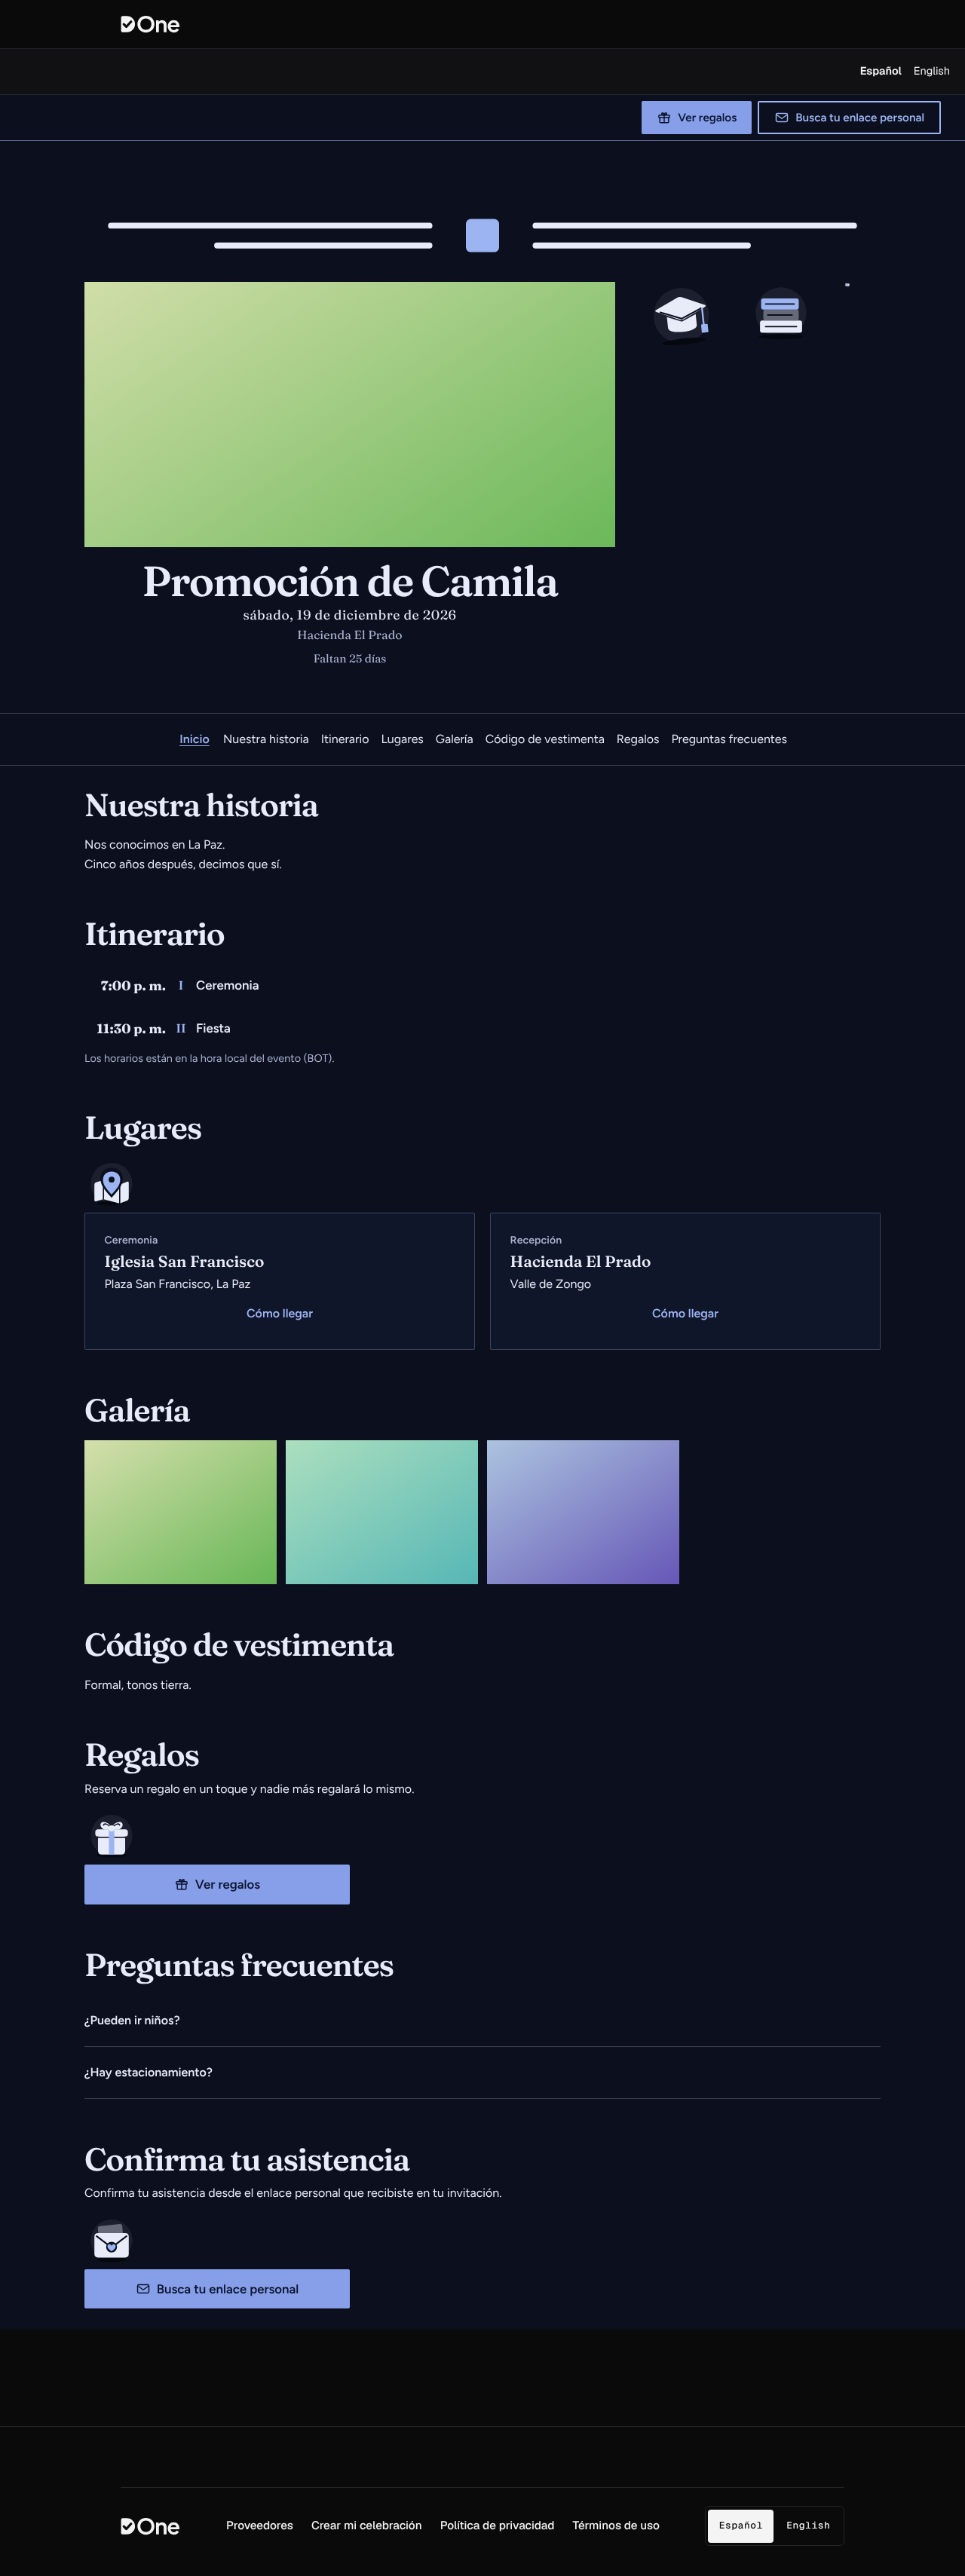 One
Español English
Ver regalos Busca tu enlace personal
Promoción de Camila
sábado, 19 de diciembre de 2026
Hacienda El Prado
Faltan 25 días
Inicio Nuestra historia Itinerario Lugares Galería Código de vestimenta Regalos Preguntas frecuentes
Nuestra historia
Nos conocimos en La Paz.
Cinco años después, decimos que sí.
Itinerario
7:00 p. m. I Ceremonia
11:30 p. m. II Fiesta
Los horarios están en la hora local del evento (BOT).
Lugares
Ceremonia
Iglesia San Francisco
Plaza San Francisco, La Paz
Cómo llegar
Recepción
Hacienda El Prado
Valle de Zongo
Cómo llegar
Galería
Código de vestimenta
Formal, tonos tierra.
Regalos
Reserva un regalo en un toque y nadie más regalará lo mismo.
Ver regalos
Preguntas frecuentes
¿Pueden ir niños?
¿Hay estacionamiento?
Confirma tu asistencia
Confirma tu asistencia desde el enlace personal que recibiste en tu invitación.
Busca tu enlace personal
One Proveedores Crear mi celebración Política de privacidad Términos de uso Español English